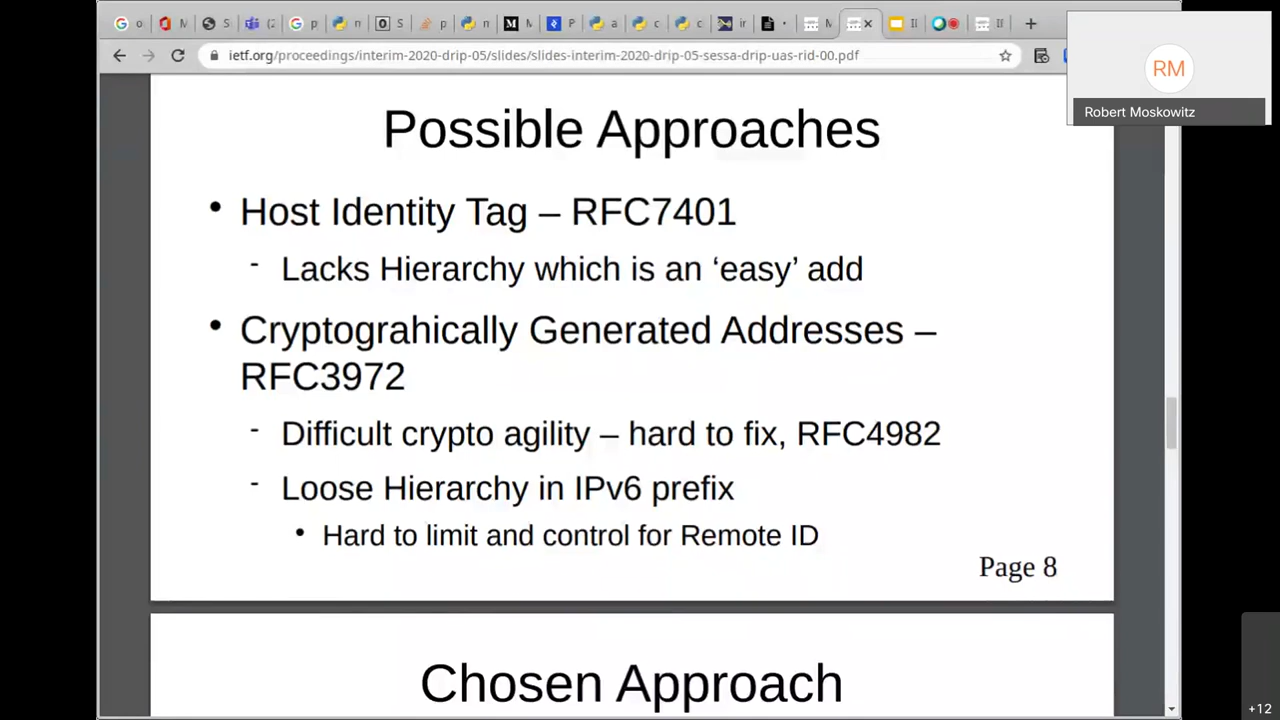 ietf.org/proceedings/interim-2020-drip-05/slides/slides-interim-2020-drip-05-sessa-drip-uas-rid-00.pdf
RM
Robert Moskowitz
Possible Approaches
• Host Identity Tag – RFC7401
- Lacks Hierarchy which is an ‘easy’ add
• Cryptograhically Generated Addresses –
RFC3972
- Difficult crypto agility – hard to fix, RFC4982
- Loose Hierarchy in IPv6 prefix
• Hard to limit and control for Remote ID
Page 8
Chosen Approach
+12